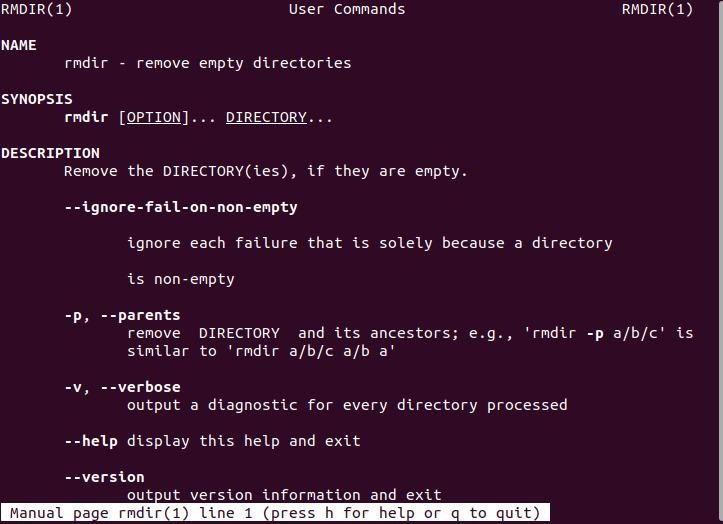 RMDIR(1) User Commands RMDIR(1)
NAME
rmdir - remove empty directories
SYNOPSIS
rmdir [OPTION]... DIRECTORY...
DESCRIPTION
Remove the DIRECTORY(ies), if they are empty.
--ignore-fail-on-non-empty
ignore each failure that is solely because a directory
is non-empty
-p, --parents
remove DIRECTORY and its ancestors; e.g., 'rmdir -p a/b/c' is
similar to 'rmdir a/b/c a/b a'
-v, --verbose
output a diagnostic for every directory processed
--help display this help and exit
--version
output version information and exit
Manual page rmdir(1) line 1 (press h for help or q to quit)